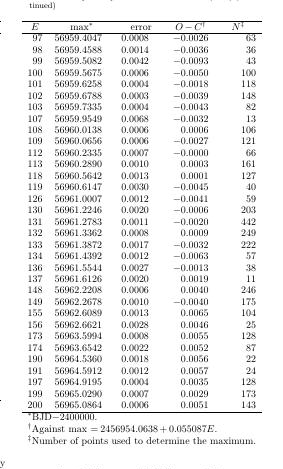 tinued)
E max* error O − C† N‡
97 56959.4047 0.0008 −0.0026 63
98 56959.4588 0.0014 −0.0036 36
99 56959.5082 0.0042 −0.0093 43
100 56959.5675 0.0006 −0.0050 100
101 56959.6258 0.0004 −0.0018 118
102 56959.6788 0.0003 −0.0039 148
103 56959.7335 0.0004 −0.0043 82
107 56959.9549 0.0068 −0.0032 13
108 56960.0138 0.0006 0.0006 106
109 56960.0656 0.0006 −0.0027 121
112 56960.2335 0.0007 −0.0000 66
113 56960.2890 0.0010 0.0003 161
118 56960.5642 0.0013 0.0001 127
119 56960.6147 0.0030 −0.0045 40
126 56961.0007 0.0012 −0.0041 59
130 56961.2246 0.0020 −0.0006 203
131 56961.2783 0.0011 −0.0020 442
132 56961.3362 0.0008 0.0009 249
133 56961.3872 0.0017 −0.0032 222
134 56961.4392 0.0012 −0.0063 57
136 56961.5544 0.0027 −0.0013 38
137 56961.6126 0.0020 0.0019 11
148 56962.2208 0.0006 0.0040 246
149 56962.2678 0.0010 −0.0040 175
155 56962.6089 0.0013 0.0065 104
156 56962.6621 0.0028 0.0046 25
173 56963.5994 0.0008 0.0055 128
174 56963.6542 0.0022 0.0052 87
190 56964.5360 0.0018 0.0056 22
191 56964.5912 0.0012 0.0057 24
197 56964.9195 0.0004 0.0035 128
199 56965.0290 0.0007 0.0029 173
200 56965.0864 0.0006 0.0051 143
*BJD−2400000.
†Against max = 2456954.0638 + 0.055087E.
‡Number of points used to determine the maximum.